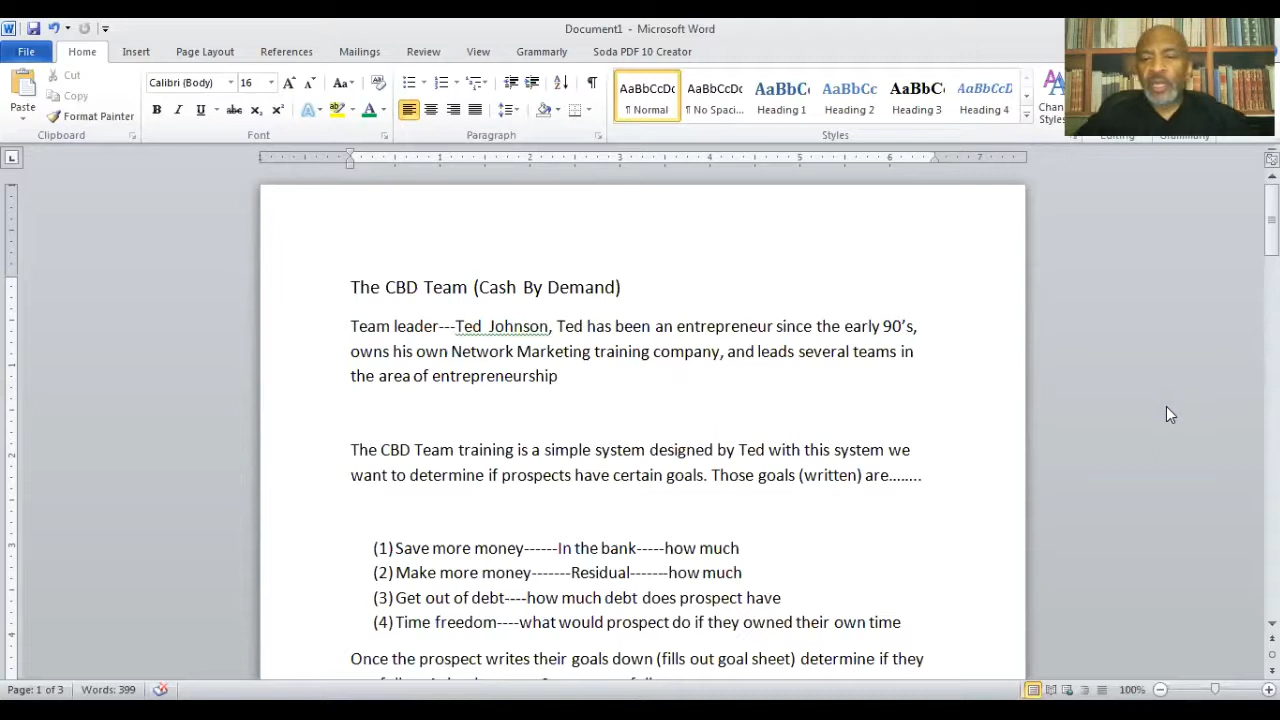 Document1 - Microsoft Word
File Home Insert Page Layout References Mailings Review View Grammarly Soda PDF 10 Creator
Paste
Cut
Copy
Format Painter
Clipboard
Calibri (Body) 16
Font
Paragraph
AaBbCcDc AaBbCcDc AaBbC AaBbCc AaBbC AaBbCcD
¶ Normal ¶ No Spaci... Heading 1 Heading 2 Heading 3 Heading 4
Styles
The CBD Team (Cash By Demand)
Team leader---Ted Johnson, Ted has been an entrepreneur since the early 90’s,
owns his own Network Marketing training company, and leads several teams in
the area of entrepreneurship
The CBD Team training is a simple system designed by Ted with this system we
want to determine if prospects have certain goals. Those goals (written) are........
(1) Save more money------In the bank-----how much
(2) Make more money-------Residual-------how much
(3) Get out of debt----how much debt does prospect have
(4) Time freedom----what would prospect do if they owned their own time
Once the prospect writes their goals down (fills out goal sheet) determine if they
Page: 1 of 3 Words: 399 100%